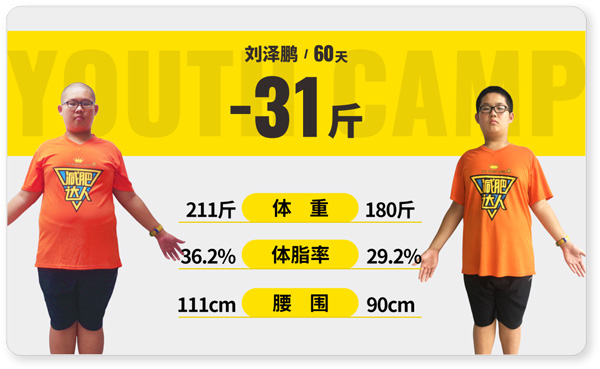 YOUTH CAMP
刘泽鹏 / 60天
-31斤
211斤 体 重 180斤
36.2% 体脂率 29.2%
111cm 腰 围 90cm
减肥
达人
减肥
达人